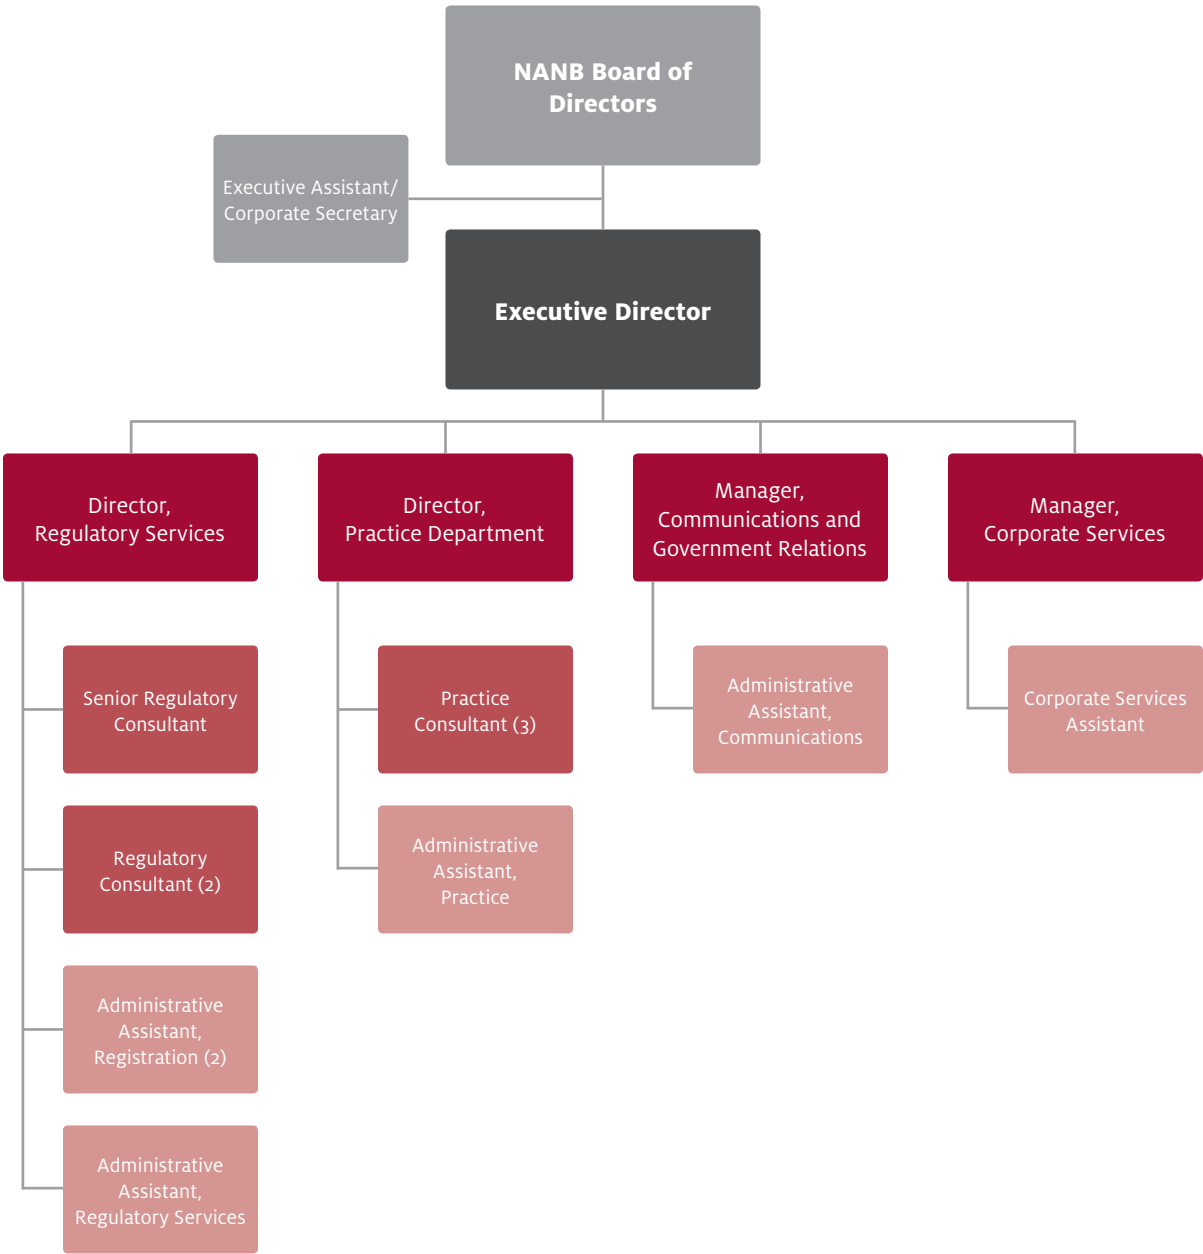 NANB Board of
Directors
Executive Assistant/
Corporate Secretary
Executive Director
Director,
Regulatory Services
Director,
Practice Department
Manager,
Communications and
Government Relations
Manager,
Corporate Services
Senior Regulatory
Consultant
Practice
Consultant (3)
Administrative
Assistant,
Communications
Corporate Services
Assistant
Regulatory
Consultant (2)
Administrative
Assistant,
Practice
Administrative
Assistant,
Registration (2)
Administrative
Assistant,
Regulatory Services